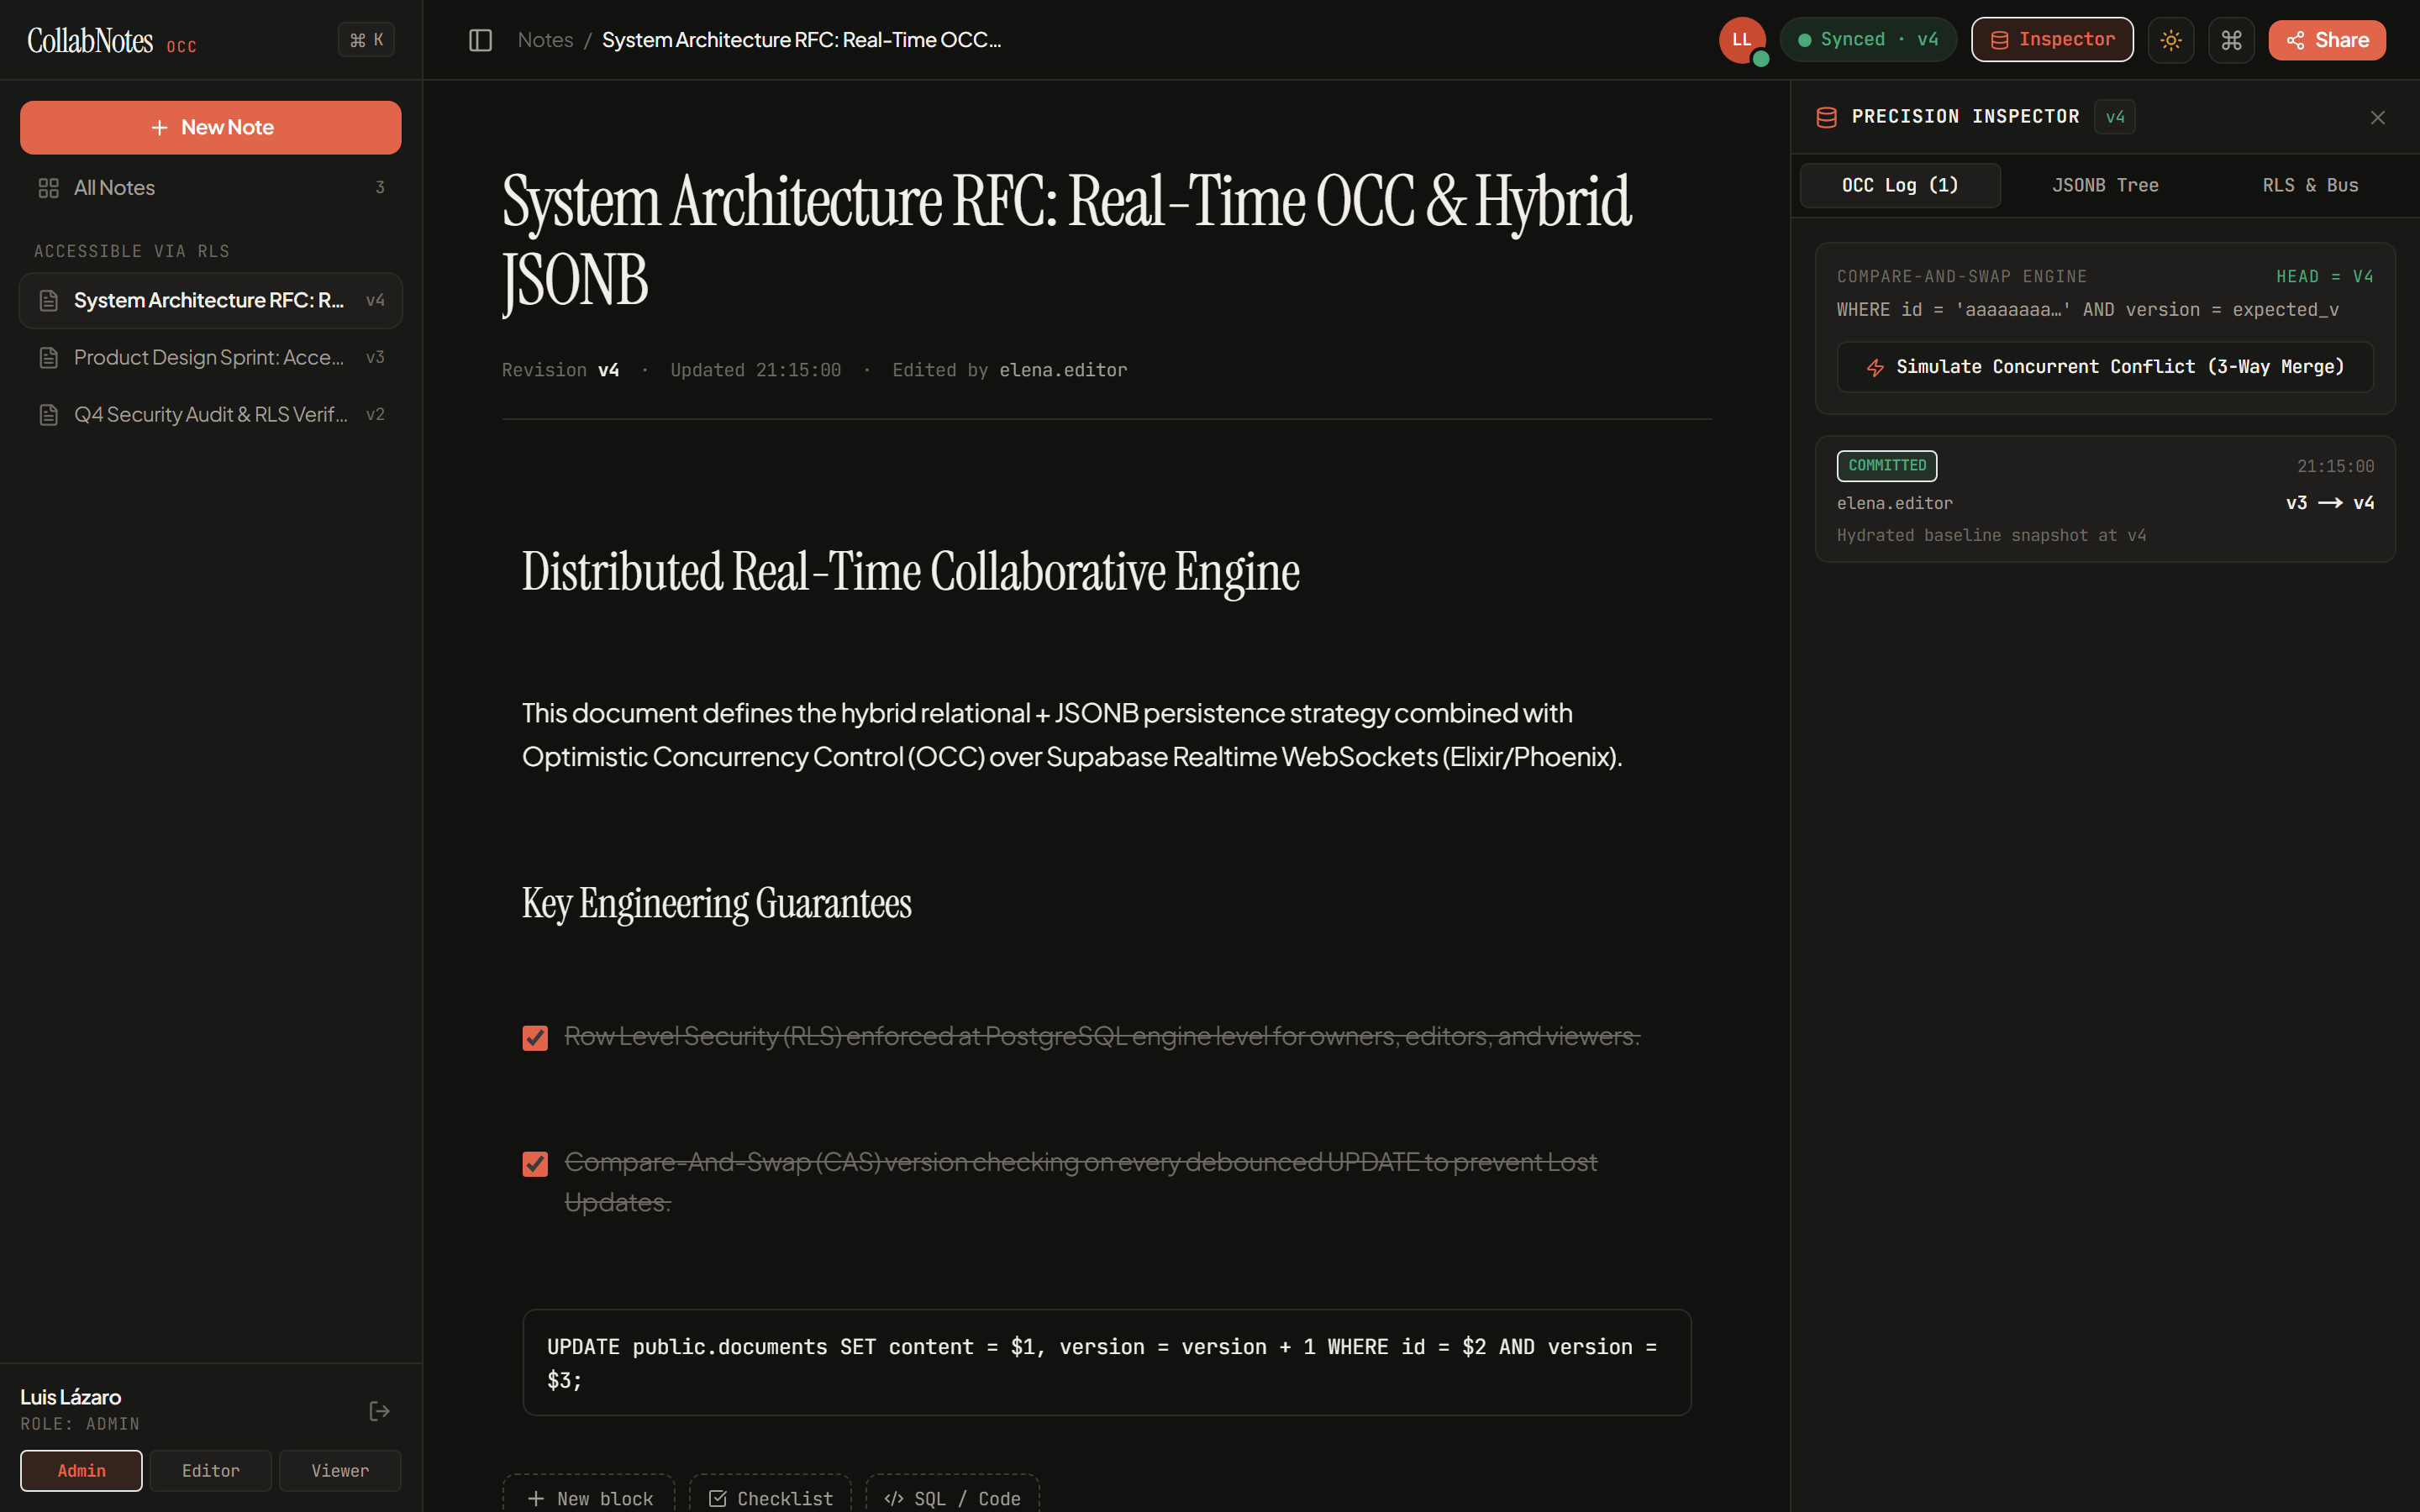 CollabNotes OCC
⌘ K
New Note
All Notes 3
ACCESSIBLE VIA RLS
System Architecture RFC: R... v4
Product Design Sprint: Acce... v3
Q4 Security Audit & RLS Verif... v2
Luis Lázaro
ROLE: ADMIN
Admin Editor Viewer
Notes / System Architecture RFC: Real-Time OCC...
LL Synced · v4 Inspector ⌘ Share
System Architecture RFC: Real-Time OCC & Hybrid
JSONB
Revision v4 · Updated 21:15:00 · Edited by elena.editor
Distributed Real-Time Collaborative Engine
This document defines the hybrid relational + JSONB persistence strategy combined with
Optimistic Concurrency Control (OCC) over Supabase Realtime WebSockets (Elixir/Phoenix).
Key Engineering Guarantees
Row Level Security (RLS) enforced at PostgreSQL engine level for owners, editors, and viewers.
Compare-And-Swap (CAS) version checking on every debounced UPDATE to prevent Lost
Updates.
UPDATE public.documents SET content = $1, version = version + 1 WHERE id = $2 AND version =
$3;
New block Checklist SQL / Code
PRECISION INSPECTOR v4
OCC Log (1) JSONB Tree RLS & Bus
COMPARE-AND-SWAP ENGINE HEAD = V4
WHERE id = 'aaaaaaaa…' AND version = expected_v
Simulate Concurrent Conflict (3-Way Merge)
COMMITTED 21:15:00
elena.editor v3 → v4
Hydrated baseline snapshot at v4